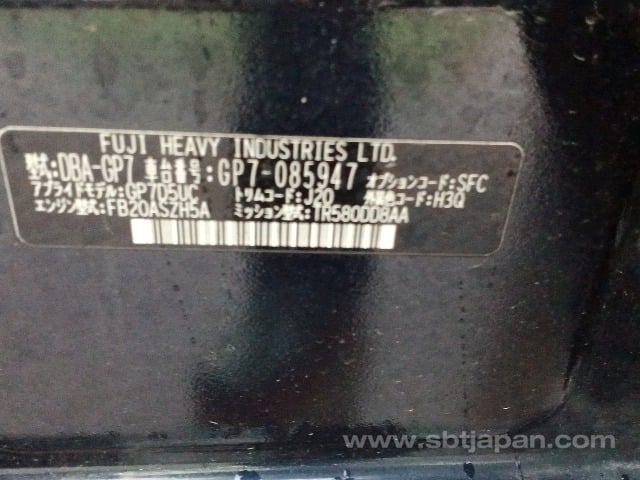 FUJI HEAVY INDUSTRIES LTD.
型式:DBA-GP7 車台番号:GP7-085947 オプションコード:SFC
アプライドモデル:GP7D5UC トリムコード:J20 外装色コード:H3Q
エンジン型式:FB20ASZH5A ミッション型式:TR580DD8AA
www.sbtjapan.com